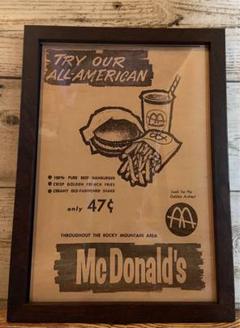 TRY OUR
ALL-AMERICAN
100% PURE BEEF HAMBURGER
CRISP GOLDEN FRENCH FRIES
CREAMY OLD-FASHIONED SHAKE
only 47¢
Look for the
Golden Arches!
THROUGHOUT THE ROCKY MOUNTAIN AREA
McDonald's